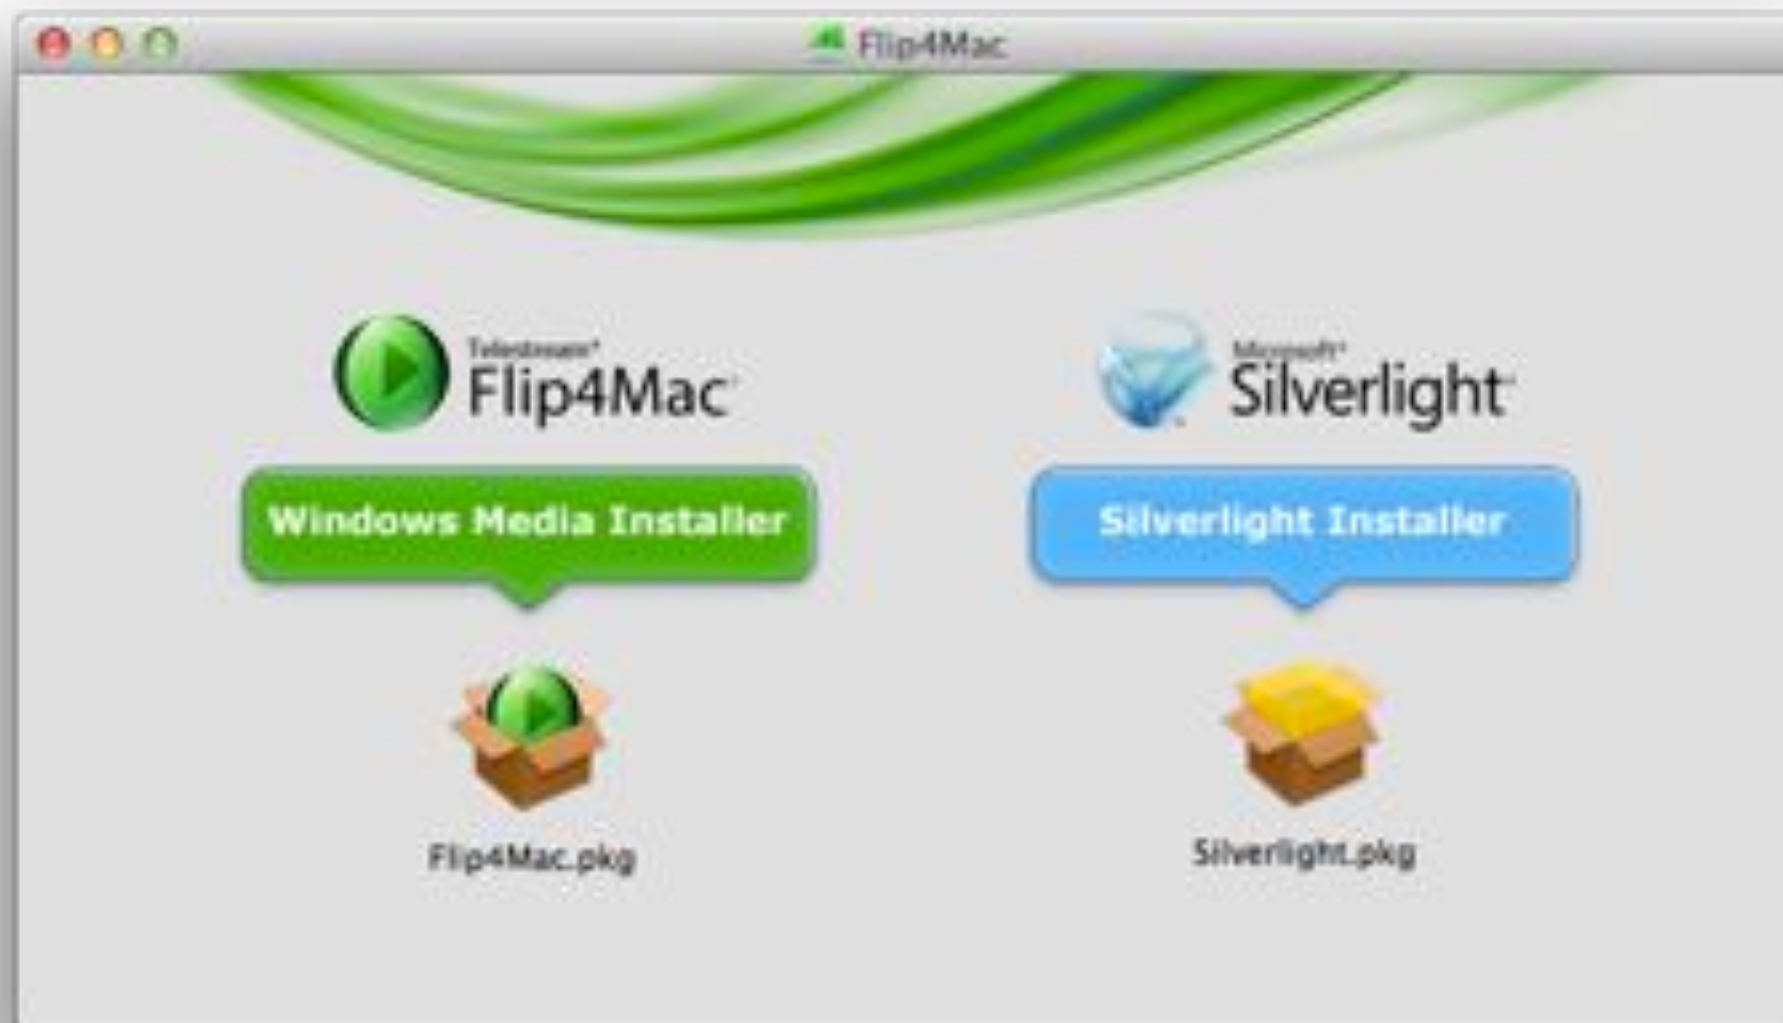 Flip4Mac
Telestream®
Flip4Mac
Microsoft®
Silverlight
Windows Media Installer
Silverlight Installer
Flip4Mac.pkg
Silverlight.pkg